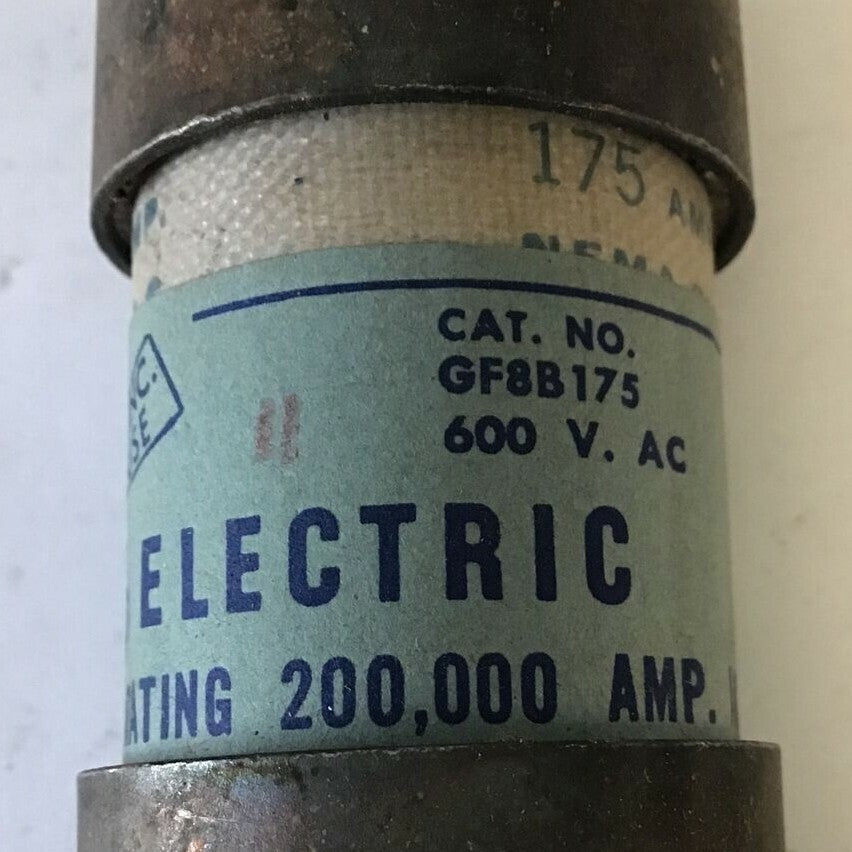 175
CAT. NO.
GF8B175
600 V. AC
ELECTRIC
200,000 AMP.